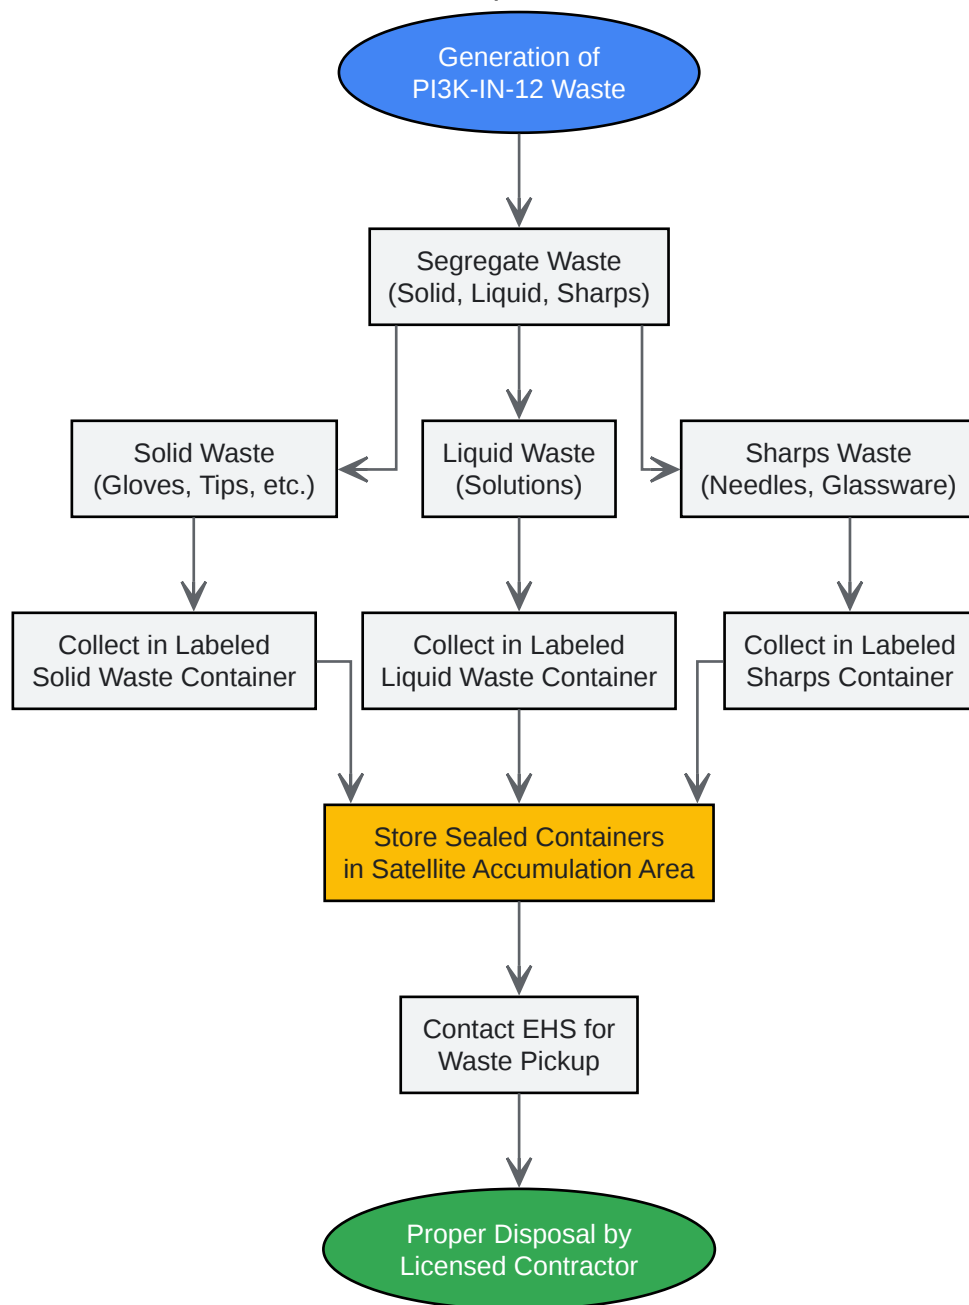 Generation of
PI3K-IN-12 Waste
Segregate Waste
(Solid, Liquid, Sharps)
Solid Waste
(Gloves, Tips, etc.)
Liquid Waste
(Solutions)
Sharps Waste
(Needles, Glassware)
Collect in Labeled
Solid Waste Container
Collect in Labeled
Liquid Waste Container
Collect in Labeled
Sharps Container
Store Sealed Containers
in Satellite Accumulation Area
Contact EHS for
Waste Pickup
Proper Disposal by
Licensed Contractor